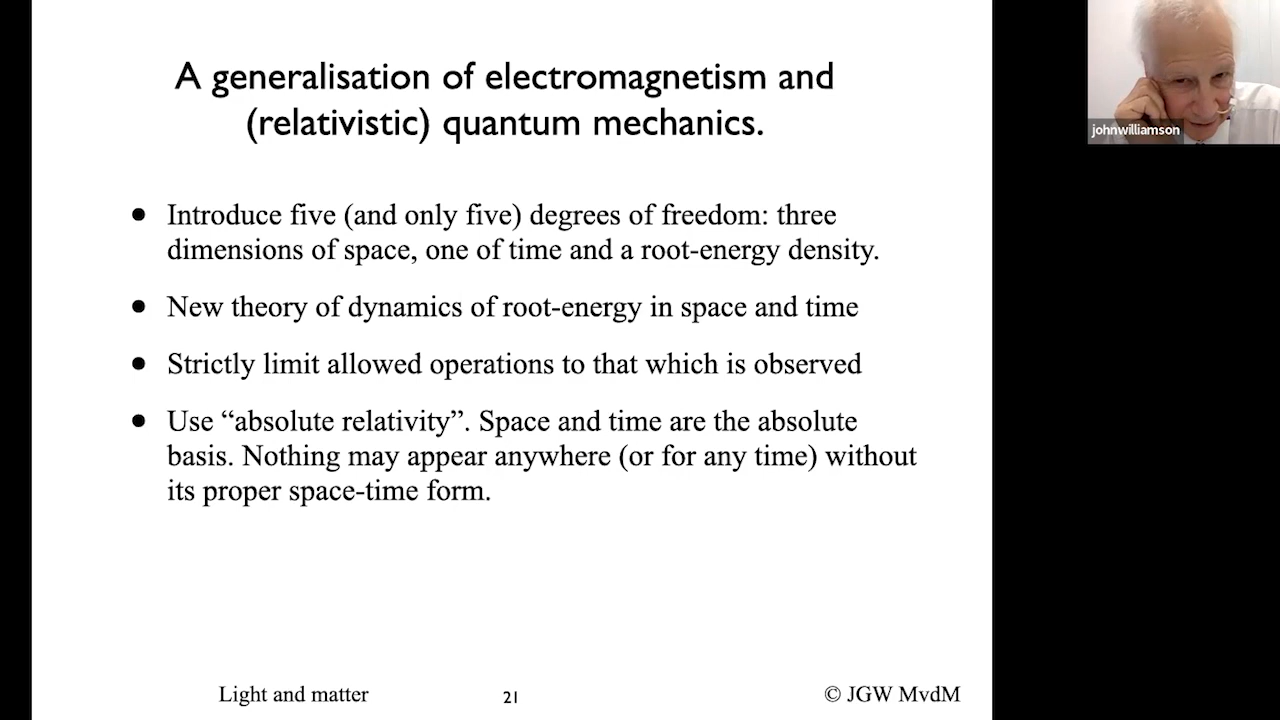 A generalisation of electromagnetism and
(relativistic) quantum mechanics.
• Introduce five (and only five) degrees of freedom: three
dimensions of space, one of time and a root-energy density.
• New theory of dynamics of root-energy in space and time
• Strictly limit allowed operations to that which is observed
• Use “absolute relativity”. Space and time are the absolute
basis. Nothing may appear anywhere (or for any time) without
its proper space-time form.
Light and matter
21
© JGW MvdM
johnwilliamson